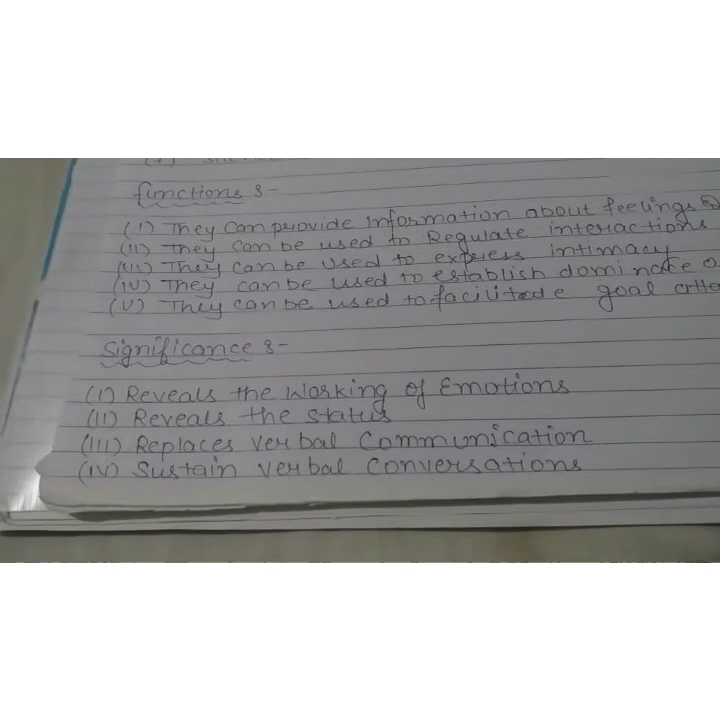 functions :-
(i) They can provide information about feelings &
(ii) They can be used to Regulate interactions
(iii) They can be used to express intimacy
(iv) They can be used to establish dominate
(v) They can be used to facilitade goal
Significance :-
(i) Reveals the Working of Emotions
(ii) Reveals the status
(iii) Replaces verbal communication
(iv) Sustain verbal conversations